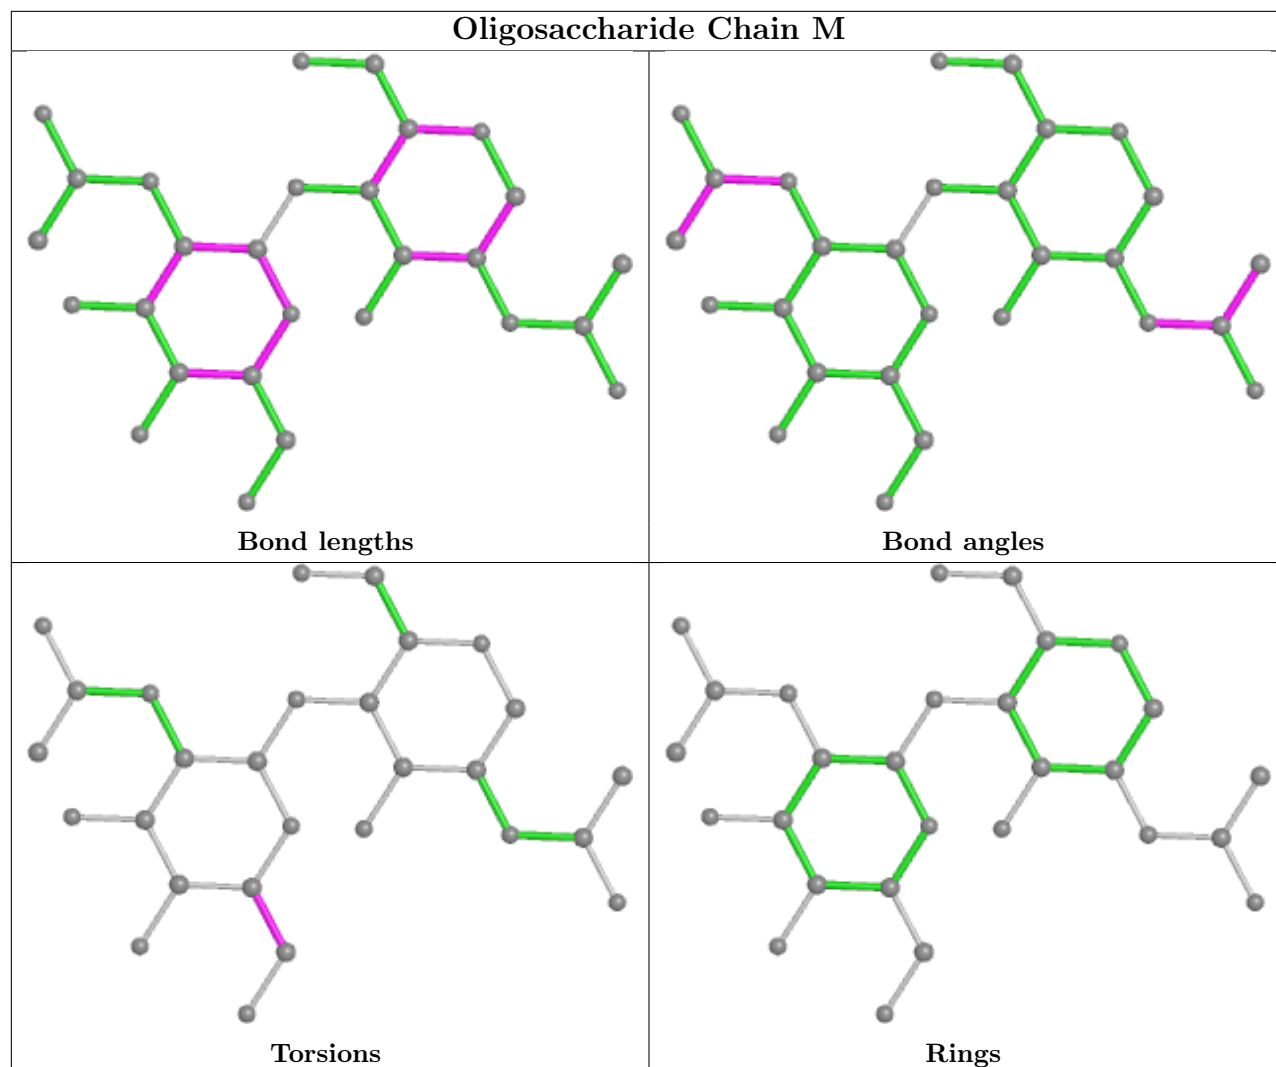 Oligosaccharide Chain M
Bond lengths
Bond angles
Torsions
Rings